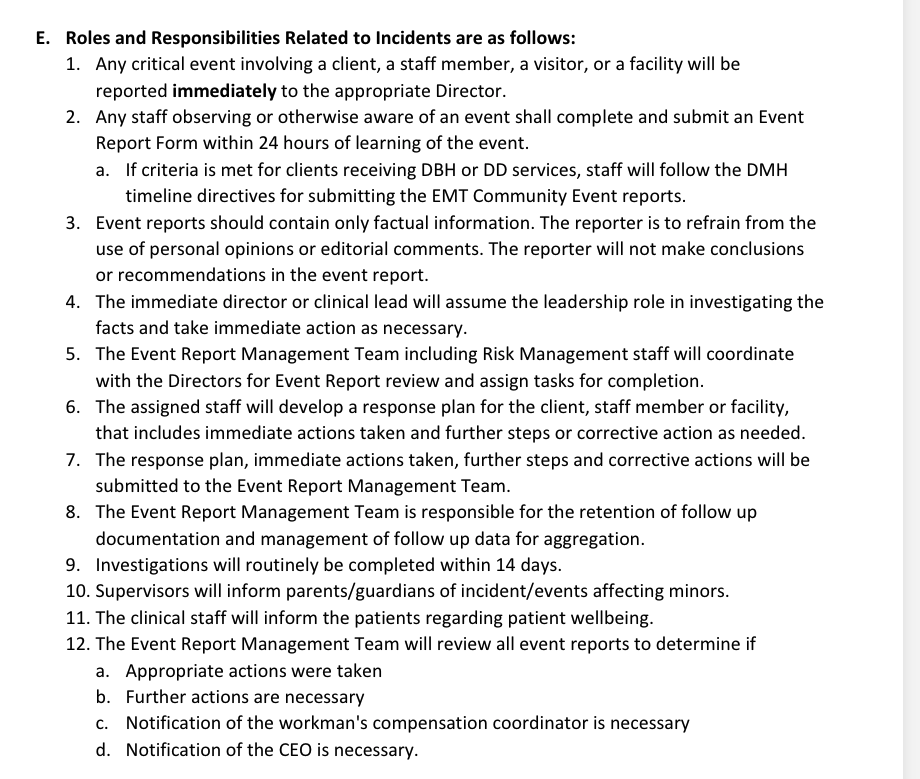 E. Roles and Responsibilities Related to Incidents are as follows:
1. Any critical event involving a client, a staff member, a visitor, or a facility will be
reported immediately to the appropriate Director.
2. Any staff observing or otherwise aware of an event shall complete and submit an Event
Report Form within 24 hours of learning of the event.
a. If criteria is met for clients receiving DBH or DD services, staff will follow the DMH
timeline directives for submitting the EMT Community Event reports.
3. Event reports should contain only factual information. The reporter is to refrain from the
use of personal opinions or editorial comments. The reporter will not make conclusions
or recommendations in the event report.
4. The immediate director or clinical lead will assume the leadership role in investigating the
facts and take immediate action as necessary.
5. The Event Report Management Team including Risk Management staff will coordinate
with the Directors for Event Report review and assign tasks for completion.
6. The assigned staff will develop a response plan for the client, staff member or facility,
that includes immediate actions taken and further steps or corrective action as needed.
7. The response plan, immediate actions taken, further steps and corrective actions will be
submitted to the Event Report Management Team.
8. The Event Report Management Team is responsible for the retention of follow up
documentation and management of follow up data for aggregation.
9. Investigations will routinely be completed within 14 days.
10. Supervisors will inform parents/guardians of incident/events affecting minors.
11. The clinical staff will inform the patients regarding patient wellbeing.
12. The Event Report Management Team will review all event reports to determine if
a. Appropriate actions were taken
b. Further actions are necessary
c. Notification of the workman's compensation coordinator is necessary
d. Notification of the CEO is necessary.